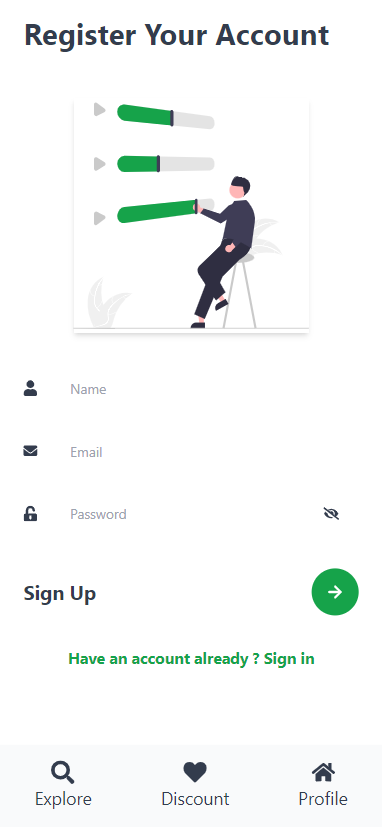 Register Your Account
Name
Email
Password
Sign Up
Have an account already ? Sign in
Explore Discount Profile